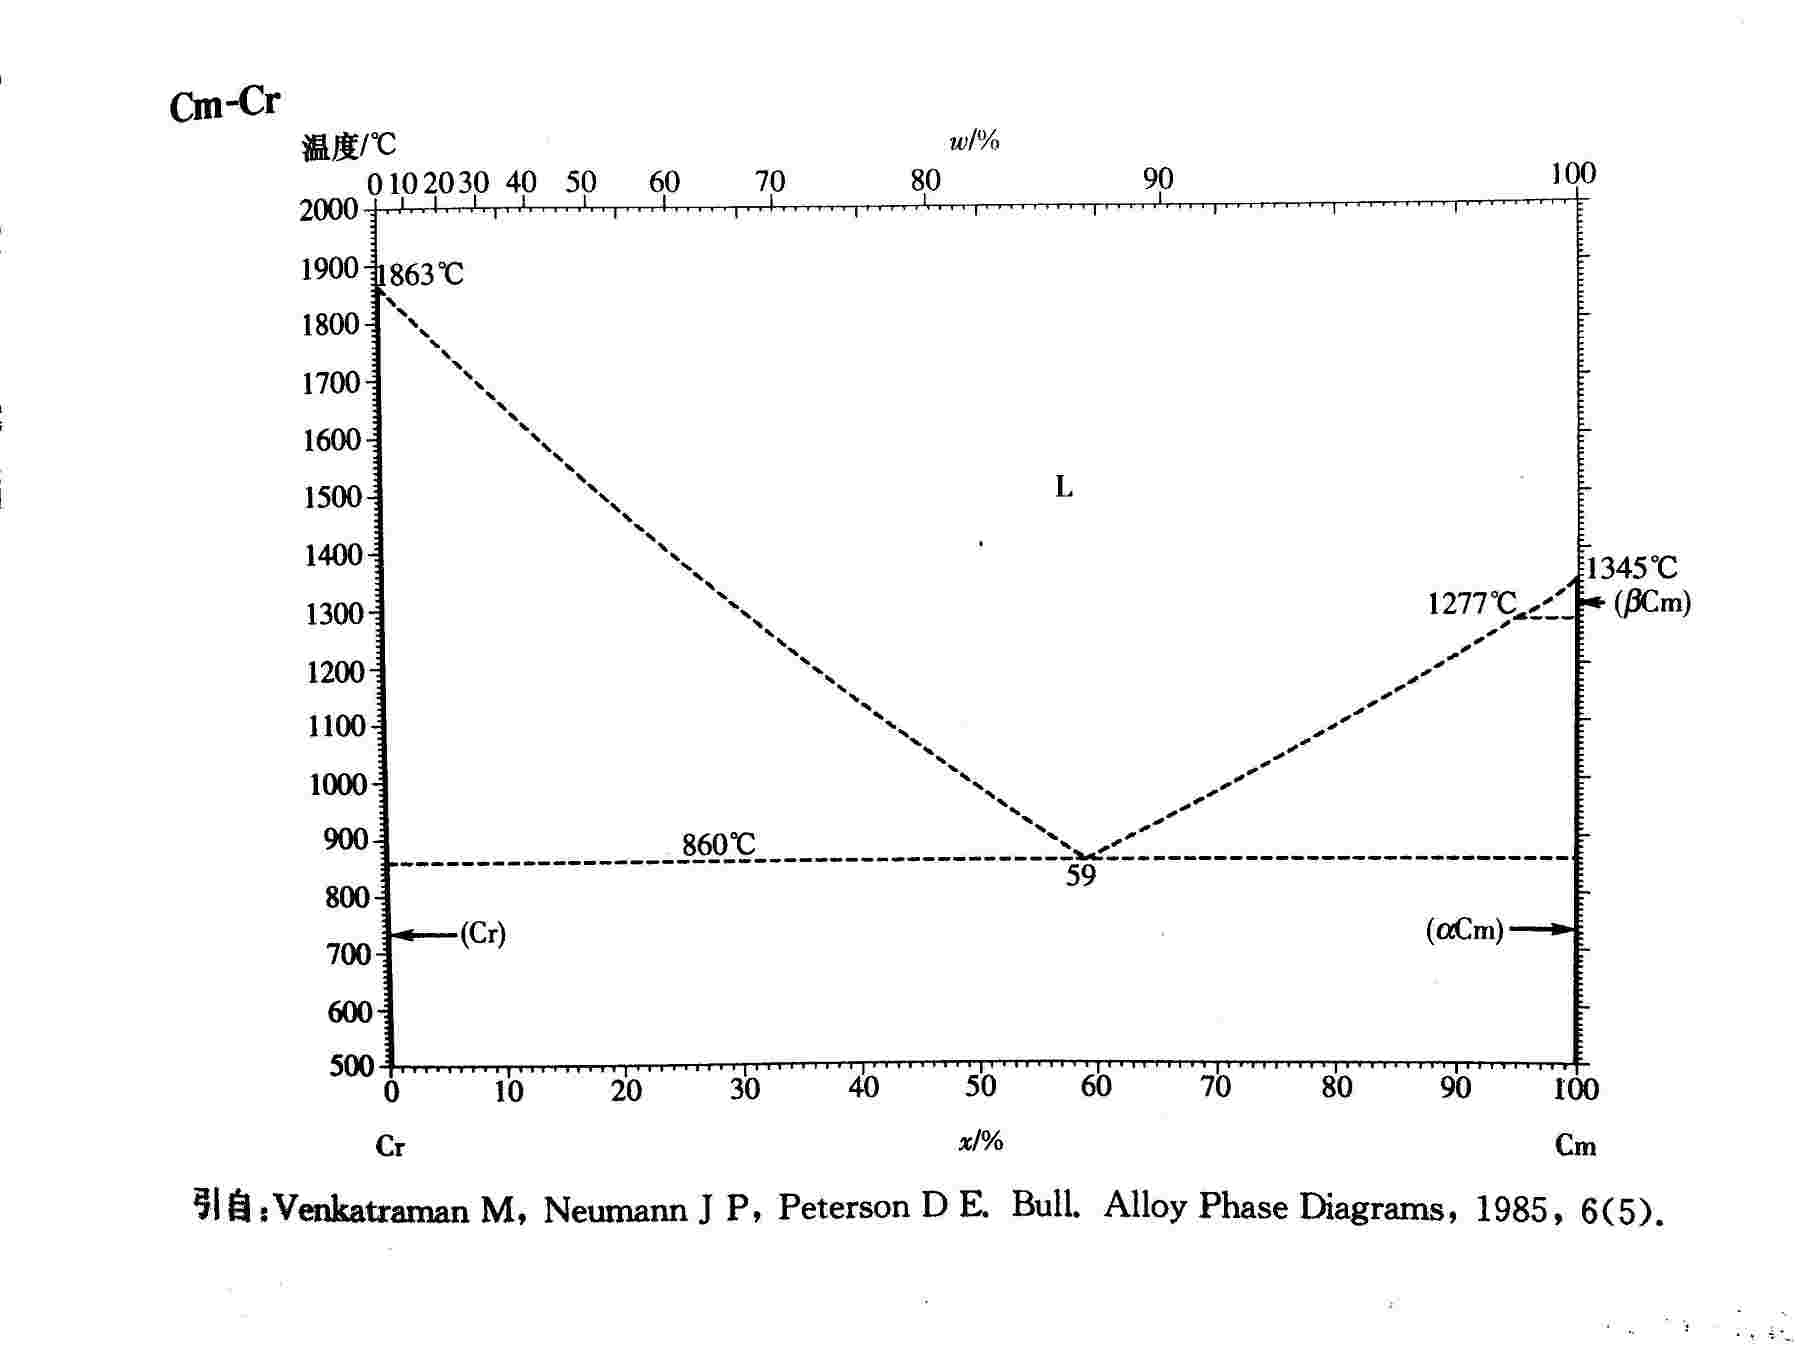 Cm-Cr
温度/℃
w/%
0 10 20 30 40 50 60 70 80 90 100
2000
1900
1863℃
1800
1700
1600
1500
L
1400
1345℃
1300
1277℃
(βCm)
1200
1100
1000
900
860℃
59
800
(Cr)
(αCm)
700
600
500
0 10 20 30 40 50 60 70 80 90 100
Cr
x/%
Cm
引自:Venkatraman M, Neumann J P, Peterson D E. Bull. Alloy Phase Diagrams, 1985, 6(5).